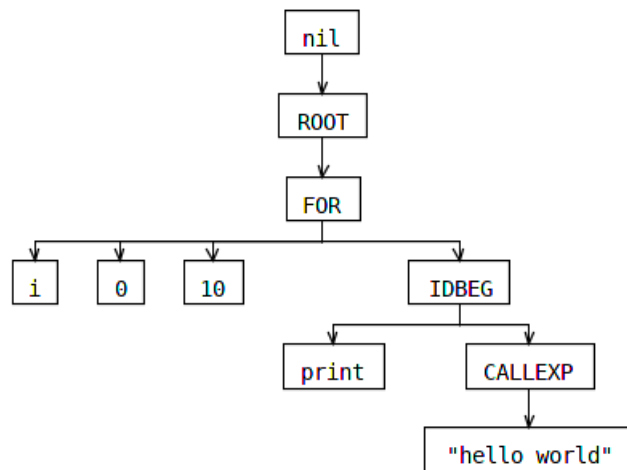 nil
ROOT
FOR
i 0 10 IDBEG
print CALLEXP
"hello world"